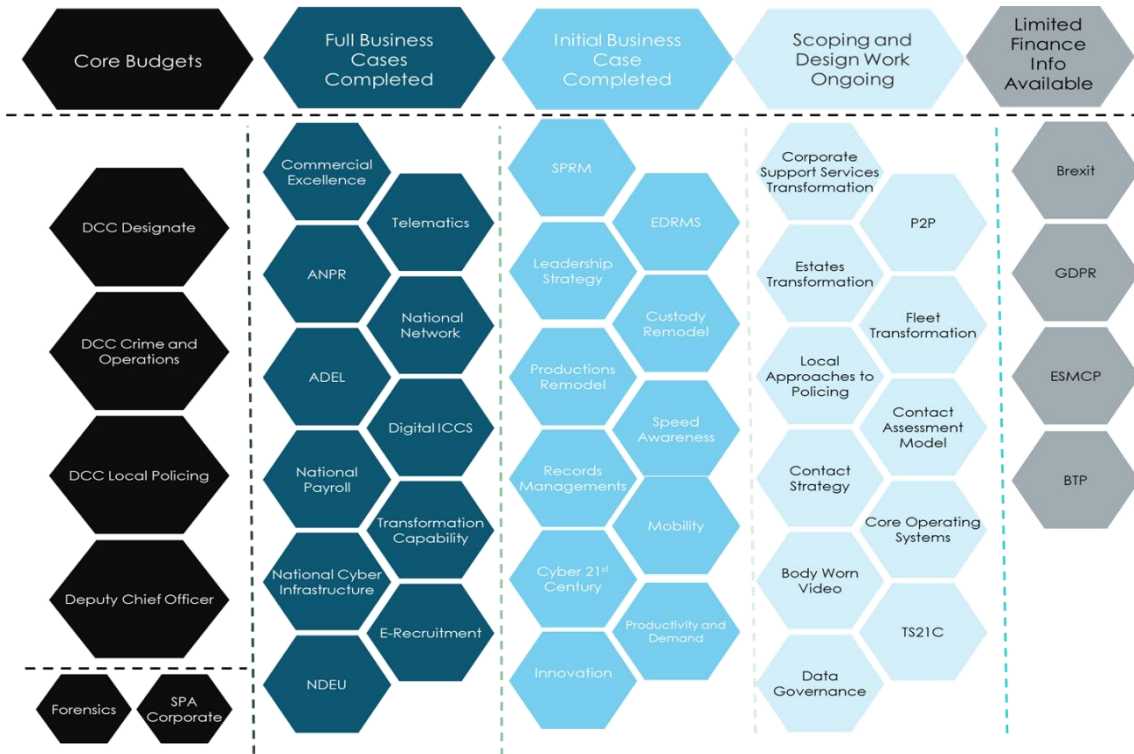 Core Budgets
Full Business
Cases
Completed
Initial Business
Case
Completed
Scoping and
Design Work
Ongoing
Limited
Finance
Info
Available
DCC Designate
DCC Crime and
Operations
DCC Local Policing
Deputy Chief Officer
Forensics
SPA
Corporate
Commercial
Excellence
Telematics
ANPR
National
Network
ADEL
Digital ICCS
National
Payroll
Transformation
Capability
National Cyber
Infrastructure
E-Recruitment
NDEU
SPRM
EDRMS
Leadership
Strategy
Custody
Remodel
Productions
Remodel
Speed
Awareness
Records
Managements
Mobility
Cyber 21st
Century
Productivity and
Demand
Innovation
Corporate
Support Services
Transformation
P2P
Estates
Transformation
Fleet
Transformation
Local
Approaches to
Policing
Contact
Assessment
Model
Contact
Strategy
Core Operating
Systems
Body Worn
Video
TS21C
Data
Governance
Brexit
GDPR
ESMCP
BTP